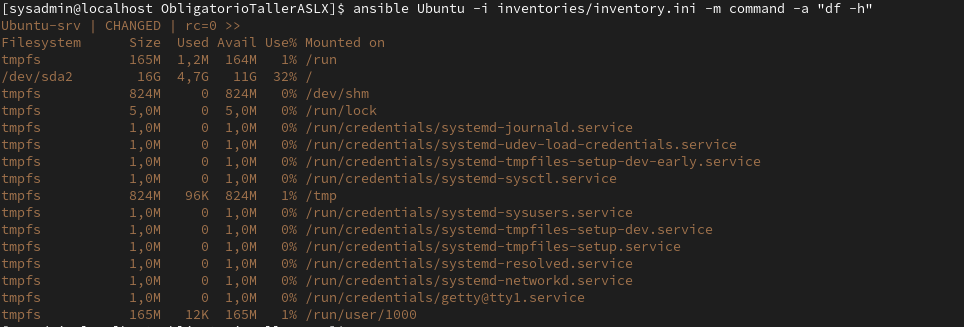 [sysadmin@localhost ObligatorioTallerASLX]$ ansible Ubuntu -i inventories/inventory.ini -m command -a "df -h"
Ubuntu-srv | CHANGED | rc=0 >>
Filesystem      Size  Used Avail Use% Mounted on
tmpfs           165M  1,2M  164M   1% /run
/dev/sda2        16G  4,7G   11G  32% /
tmpfs           824M     0  824M   0% /dev/shm
tmpfs           5,0M     0  5,0M   0% /run/lock
tmpfs           1,0M     0  1,0M   0% /run/credentials/systemd-journald.service
tmpfs           1,0M     0  1,0M   0% /run/credentials/systemd-udev-load-credentials.service
tmpfs           1,0M     0  1,0M   0% /run/credentials/systemd-tmpfiles-setup-dev-early.service
tmpfs           1,0M     0  1,0M   0% /run/credentials/systemd-sysctl.service
tmpfs           824M   96K  824M   1% /tmp
tmpfs           1,0M     0  1,0M   0% /run/credentials/systemd-sysusers.service
tmpfs           1,0M     0  1,0M   0% /run/credentials/systemd-tmpfiles-setup-dev.service
tmpfs           1,0M     0  1,0M   0% /run/credentials/systemd-tmpfiles-setup.service
tmpfs           1,0M     0  1,0M   0% /run/credentials/systemd-resolved.service
tmpfs           1,0M     0  1,0M   0% /run/credentials/systemd-networkd.service
tmpfs           1,0M     0  1,0M   0% /run/credentials/getty@tty1.service
tmpfs           165M   12K  165M   1% /run/user/1000